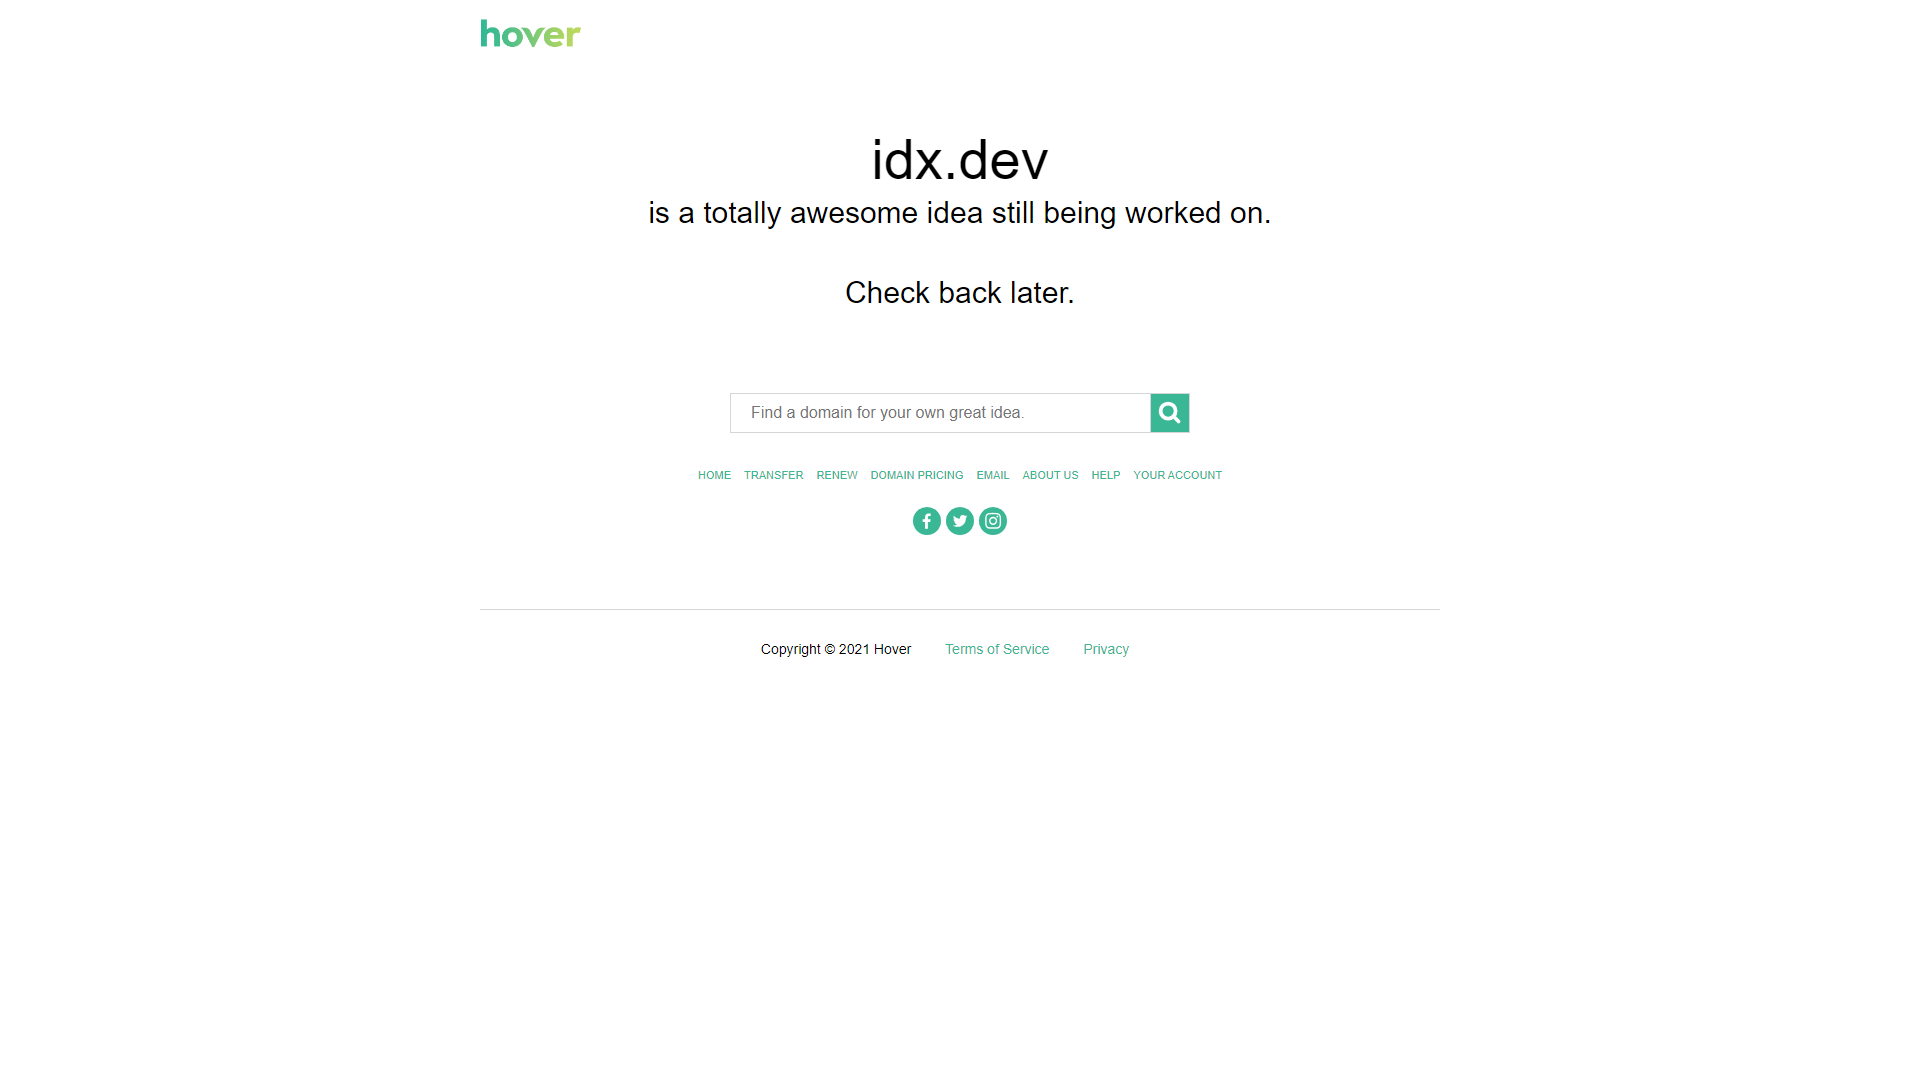 hover
idx.dev
is a totally awesome idea still being worked on.
Check back later.
Find a domain for your own great idea.
HOME TRANSFER RENEW DOMAIN PRICING EMAIL ABOUT US HELP YOUR ACCOUNT
Copyright © 2021 Hover Terms of Service Privacy